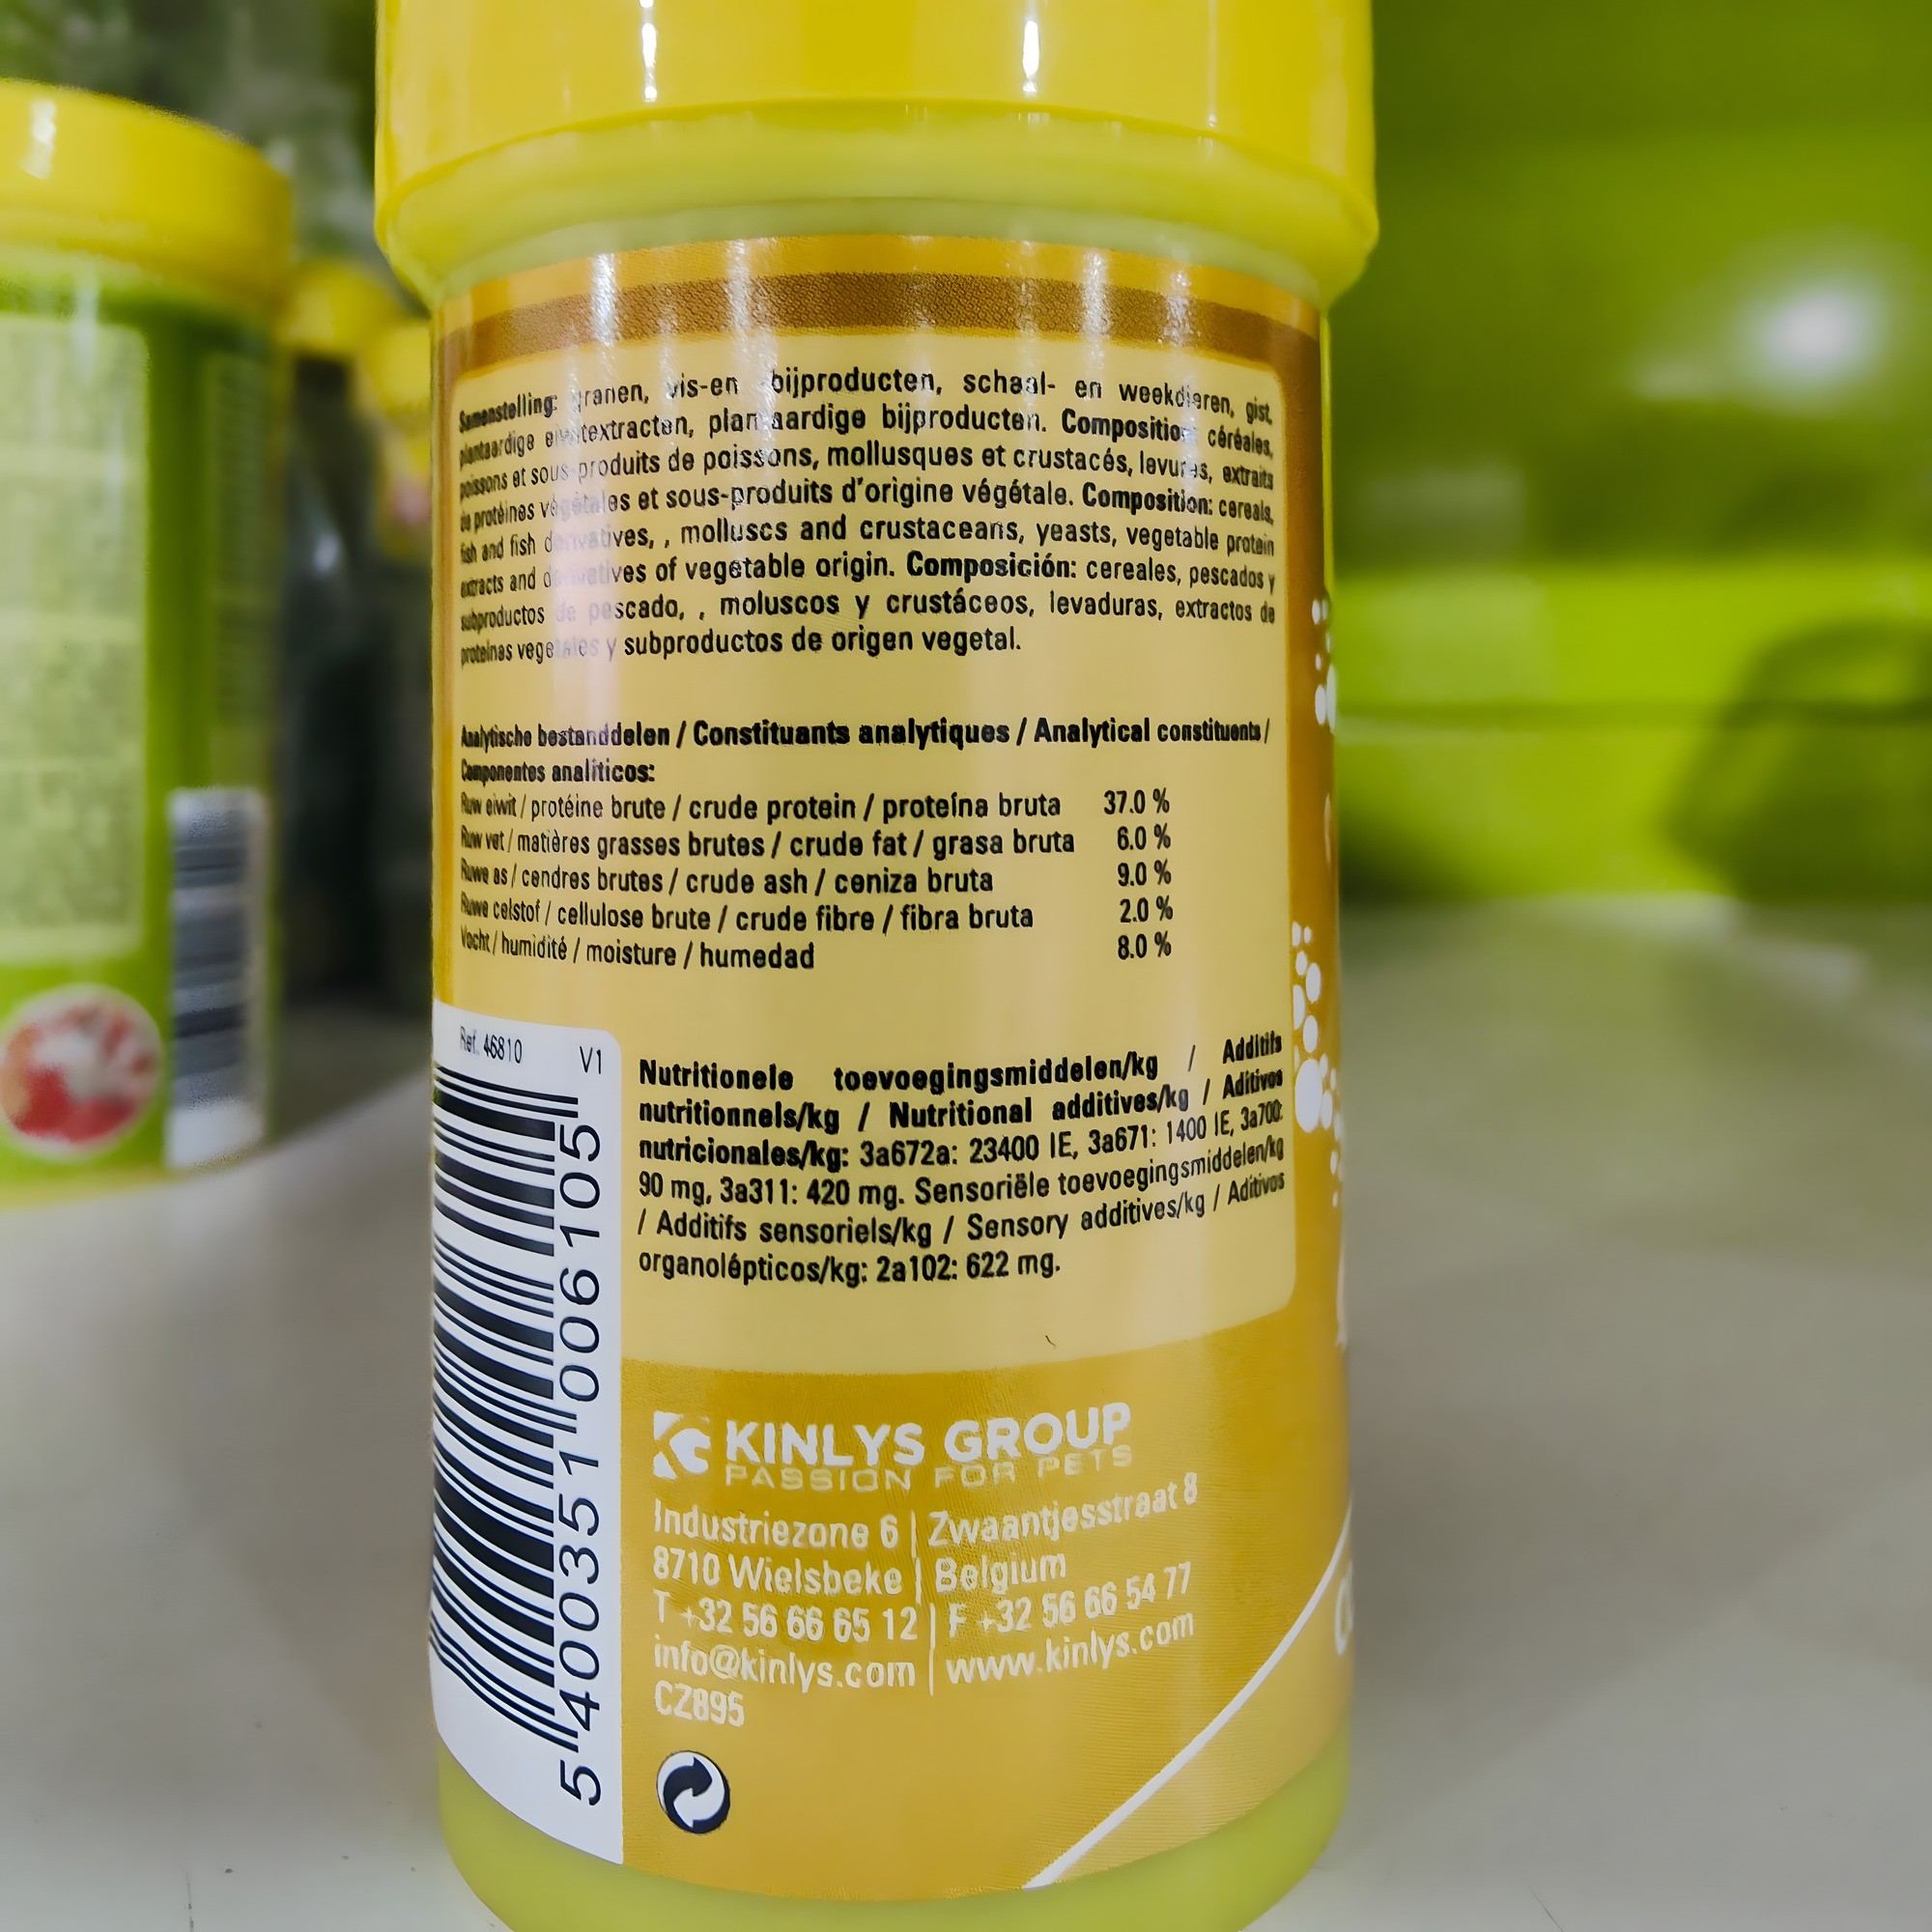 Samenstelling: granen, vis-en bijproducten, schaal- en weekdieren, gist,
plantaardige eiwitextracten, plantaardige bijproducten. Composition: céréales,
poissons et sous-produits de poissons, mollusques et crustacés, levures, extraits
de protéines végétales et sous-produits d'origine végétale. Composition: cereals,
fish and fish derivatives, , molluscs and crustaceans, yeasts, vegetable protein
extracts and derivatives of vegetable origin. Composición: cereales, pescados y
subproductos de pescado, , moluscos y crustáceos, levaduras, extractos de
proteínas vegetales y subproductos de origen vegetal.
Analytische bestanddelen / Constituants analytiques / Analytical constituents /
Componentes analíticos:
Ruw eiwit / protéine brute / crude protein / proteína bruta 37.0 %
Ruw vet / matières grasses brutes / crude fat / grasa bruta 6.0 %
Ruwe as / cendres brutes / crude ash / ceniza bruta 9.0 %
Ruwe celstof / cellulose brute / crude fibre / fibra bruta 2.0 %
Vocht / humidité / moisture / humedad 8.0 %
Ref. 46810 V1
5 400351 006105
Nutritionele toevoegingsmiddelen/kg / Additifs
nutritionnels/kg / Nutritional additives/kg / Aditivos
nutricionales/kg: 3a672a: 23400 IE, 3a671: 1400 IE, 3a700:
90 mg, 3a311: 420 mg. Sensoriële toevoegingsmiddelen/kg
/ Additifs sensoriels/kg / Sensory additives/kg / Aditivos
organolépticos/kg: 2a102: 622 mg.
KINLYS GROUP
PASSION FOR PETS
Industriezone 6 | Zwaantjesstraat 8
8710 Wielsbeke | Belgium
T +32 56 66 65 12 | F +32 56 66 54 77
info@kinlys.com | www.kinlys.com
CZ895